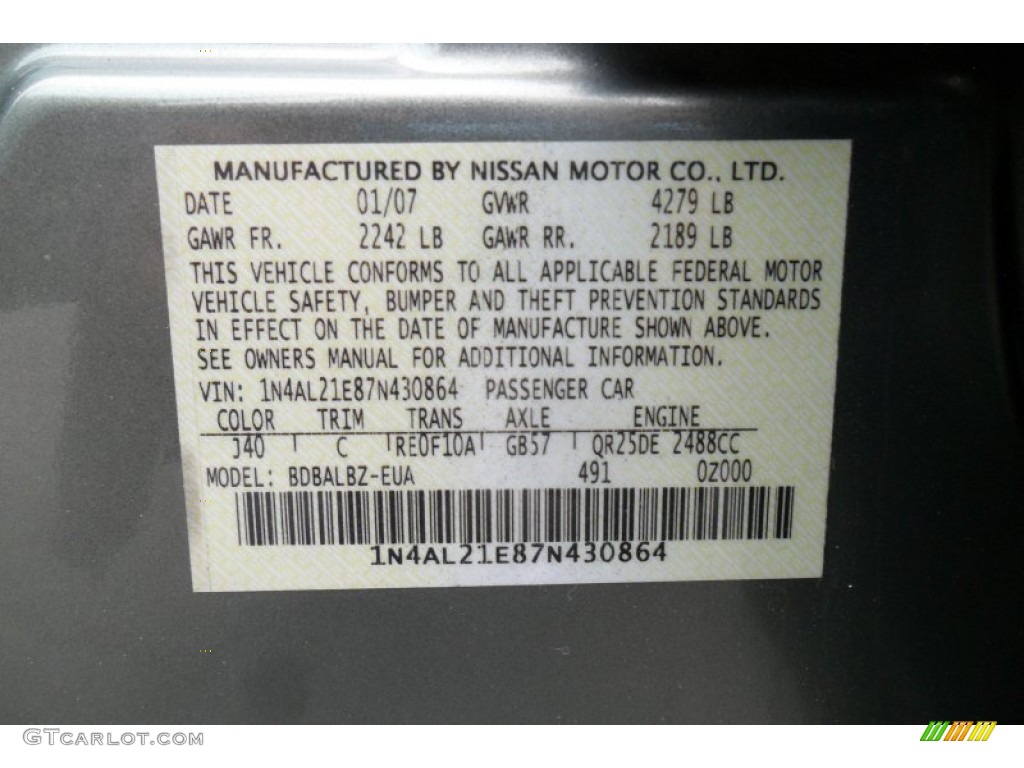 MANUFACTURED BY NISSAN MOTOR CO., LTD.
DATE 01/07 GVWR 4279 LB
GAWR FR. 2242 LB GAWR RR. 2189 LB
THIS VEHICLE CONFORMS TO ALL APPLICABLE FEDERAL MOTOR
VEHICLE SAFETY, BUMPER AND THEFT PREVENTION STANDARDS
IN EFFECT ON THE DATE OF MANUFACTURE SHOWN ABOVE.
SEE OWNERS MANUAL FOR ADDITIONAL INFORMATION.
VIN: 1N4AL21E87N430864 PASSENGER CAR
COLOR TRIM TRANS AXLE ENGINE
J40 C RE0F10A GB57 QR25DE 2488CC
MODEL: BDBALBZ-EUA 491 0Z000
1N4AL21E87N430864
GTCARLOT.COM